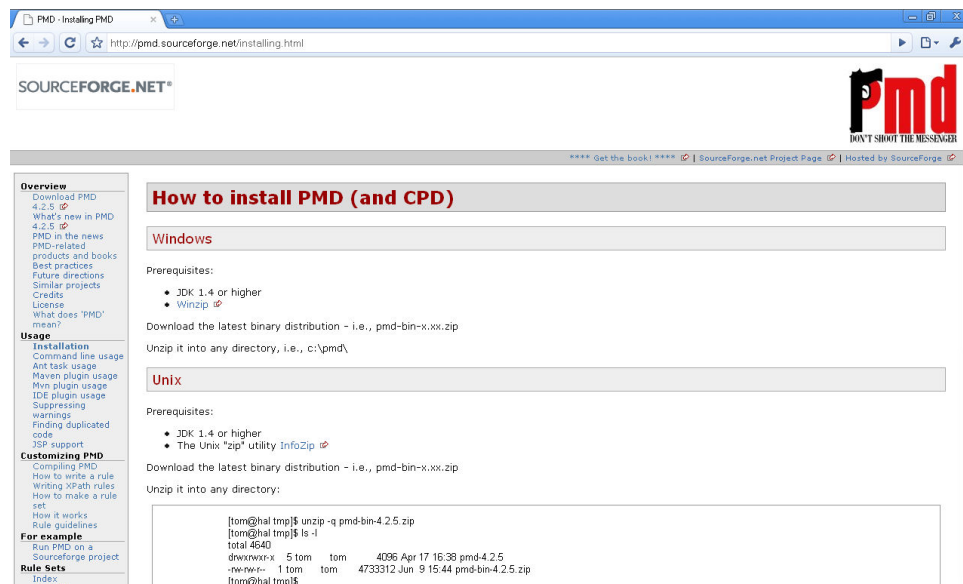 PMD - Installing PMD
http://pmd.sourceforge.net/installing.html
SOURCEFORGE.NET®
pmd
DON'T SHOOT THE MESSENGER
**** Get the book! **** | SourceForge.net Project Page | Hosted by SourceForge
Overview
Download PMD
4.2.5
What's new in PMD
4.2.5
PMD in the news
PMD-related
products and books
Best practices
Future directions
Similar projects
Credits
License
What does 'PMD'
mean?
Usage
Installation
Command line usage
Ant task usage
Maven plugin usage
Mvn plugin usage
IDE plugin usage
Suppressing
warnings
Finding duplicated
code
JSP support
Customizing PMD
Compiling PMD
How to write a rule
Writing XPath rules
How to make a rule
set
How it works
Rule guidelines
For example
Run PMD on a
Sourceforge project
Rule Sets
Index
How to install PMD (and CPD)
Windows
Prerequisites:
JDK 1.4 or higher
Winzip
Download the latest binary distribution - i.e., pmd-bin-x.xx.zip
Unzip it into any directory, i.e., c:\pmd\
Unix
Prerequisites:
JDK 1.4 or higher
The Unix "zip" utility InfoZip
Download the latest binary distribution - i.e., pmd-bin-x.xx.zip
Unzip it into any directory:
[tom@hal tmp]$ unzip -q pmd-bin-4.2.5.zip
[tom@hal tmp]$ ls -l
total 4640
drwxrwxr-x 5 tom tom 4096 Apr 17 16:38 pmd-4.2.5
-rw-rw-r-- 1 tom tom 4733312 Jun 9 15:44 pmd-bin-4.2.5.zip
[tom@hal tmp]$